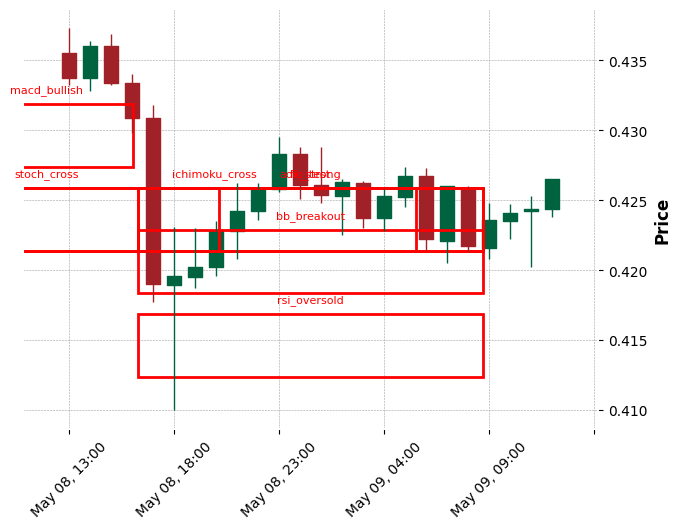 0.435
macd_bullish
0.430
stoch_cross
ichimoku_cross
0.425
bb_breakout
Price
0.420
rsi_oversold
0.415
0.410
May 08, 13:00
May 08, 18:00
May 08, 23:00
May 09, 04:00
May 09, 09:00